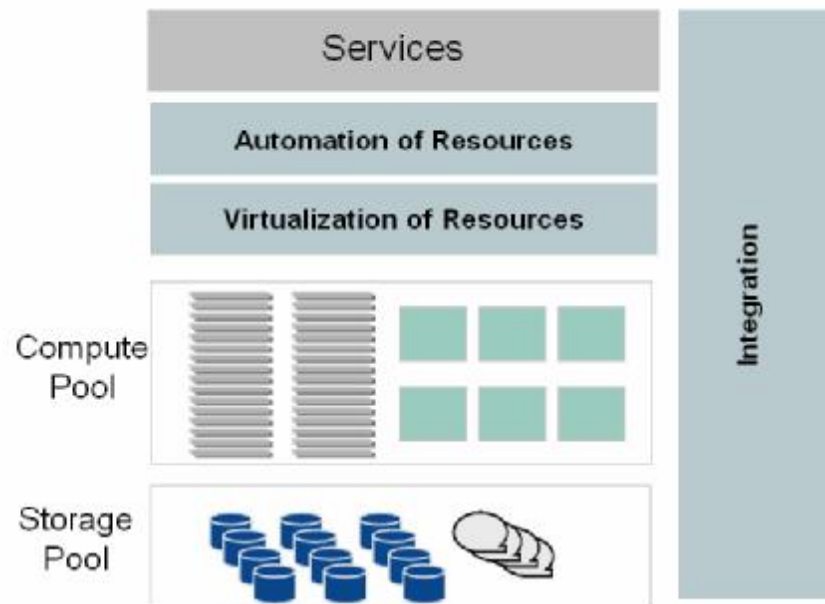 Services
Automation of Resources
Virtualization of Resources
Compute
Pool
Storage
Pool
Integration